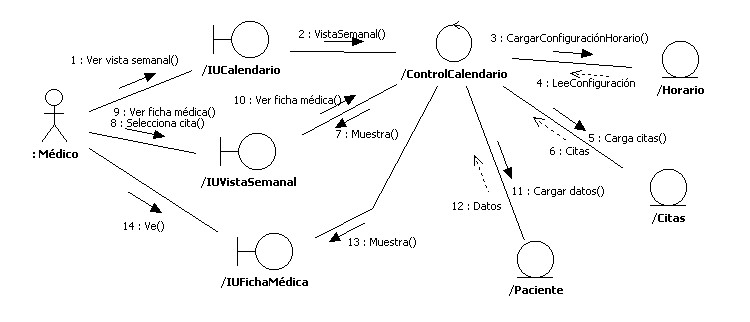 2 : VistaSemanal()
3 : CargarConfiguraciónHorario()
1 : Ver vista semanal()
/IUCalendario
/ControlCalendario
4 : LeeConfiguración
/Horario
10 : Ver ficha médica()
9 : Ver ficha médica()
8 : Selecciona cita()
7 : Muestra()
5 : Carga citas()
6 : Citas
: Médico
/IUVistaSemanal
11 : Cargar datos()
12 : Datos
/Citas
14 : Ve()
13 : Muestra()
/IUFichaMédica
/Paciente